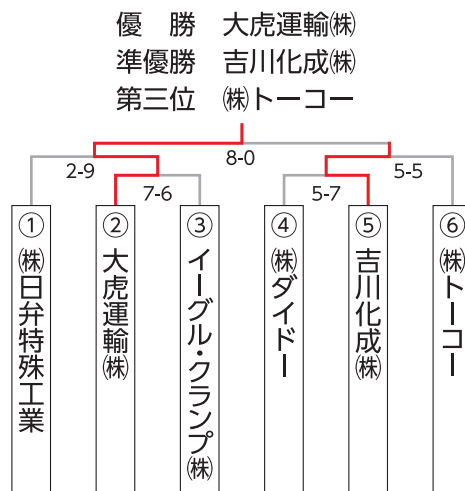 優　勝　大虎運輸㈱
準優勝　吉川化成㈱
第三位　㈱トーコー
8-0
2-9
5-5
7-6
5-7
①㈱日弁特殊工業
②大虎運輸㈱
③イーグル・クランプ㈱
④㈱ダイドー
⑤吉川化成㈱
⑥㈱トーコー